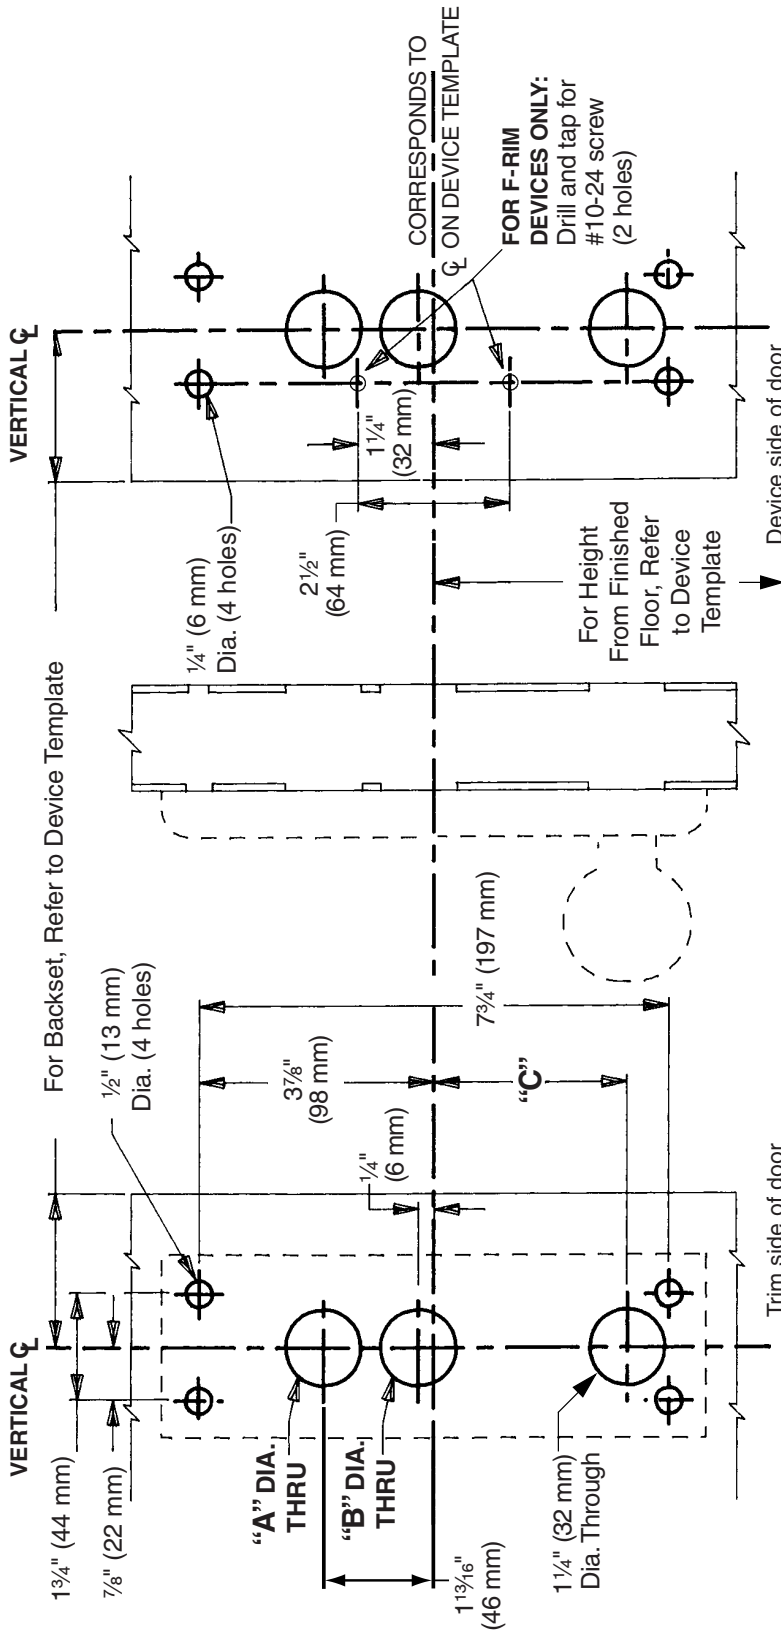 VERTICAL ℄
1¾" (44 mm)
⅞" (22 mm)
For Backset, Refer to Device Template
½" (13 mm)
Dia. (4 holes)
"A" DIA.
THRU
"B" DIA.
THRU
1¹³⁄₁₆"
(46 mm)
1¼" (32 mm)
Dia. Through
3⅞"
(98 mm)
¼"
(6 mm)
"C"
7¾" (197 mm)
Trim side of door
VERTICAL ℄
¼" (6 mm)
Dia. (4 holes)
2½"
(64 mm)
1¼"
(32 mm)
For Height
From Finished
Floor, Refer
to Device
Template
CORRESPONDS TO
℄ ON DEVICE TEMPLATE
FOR F-RIM
DEVICES ONLY:
Drill and tap for
#10-24 screw
(2 holes)
Device side of door